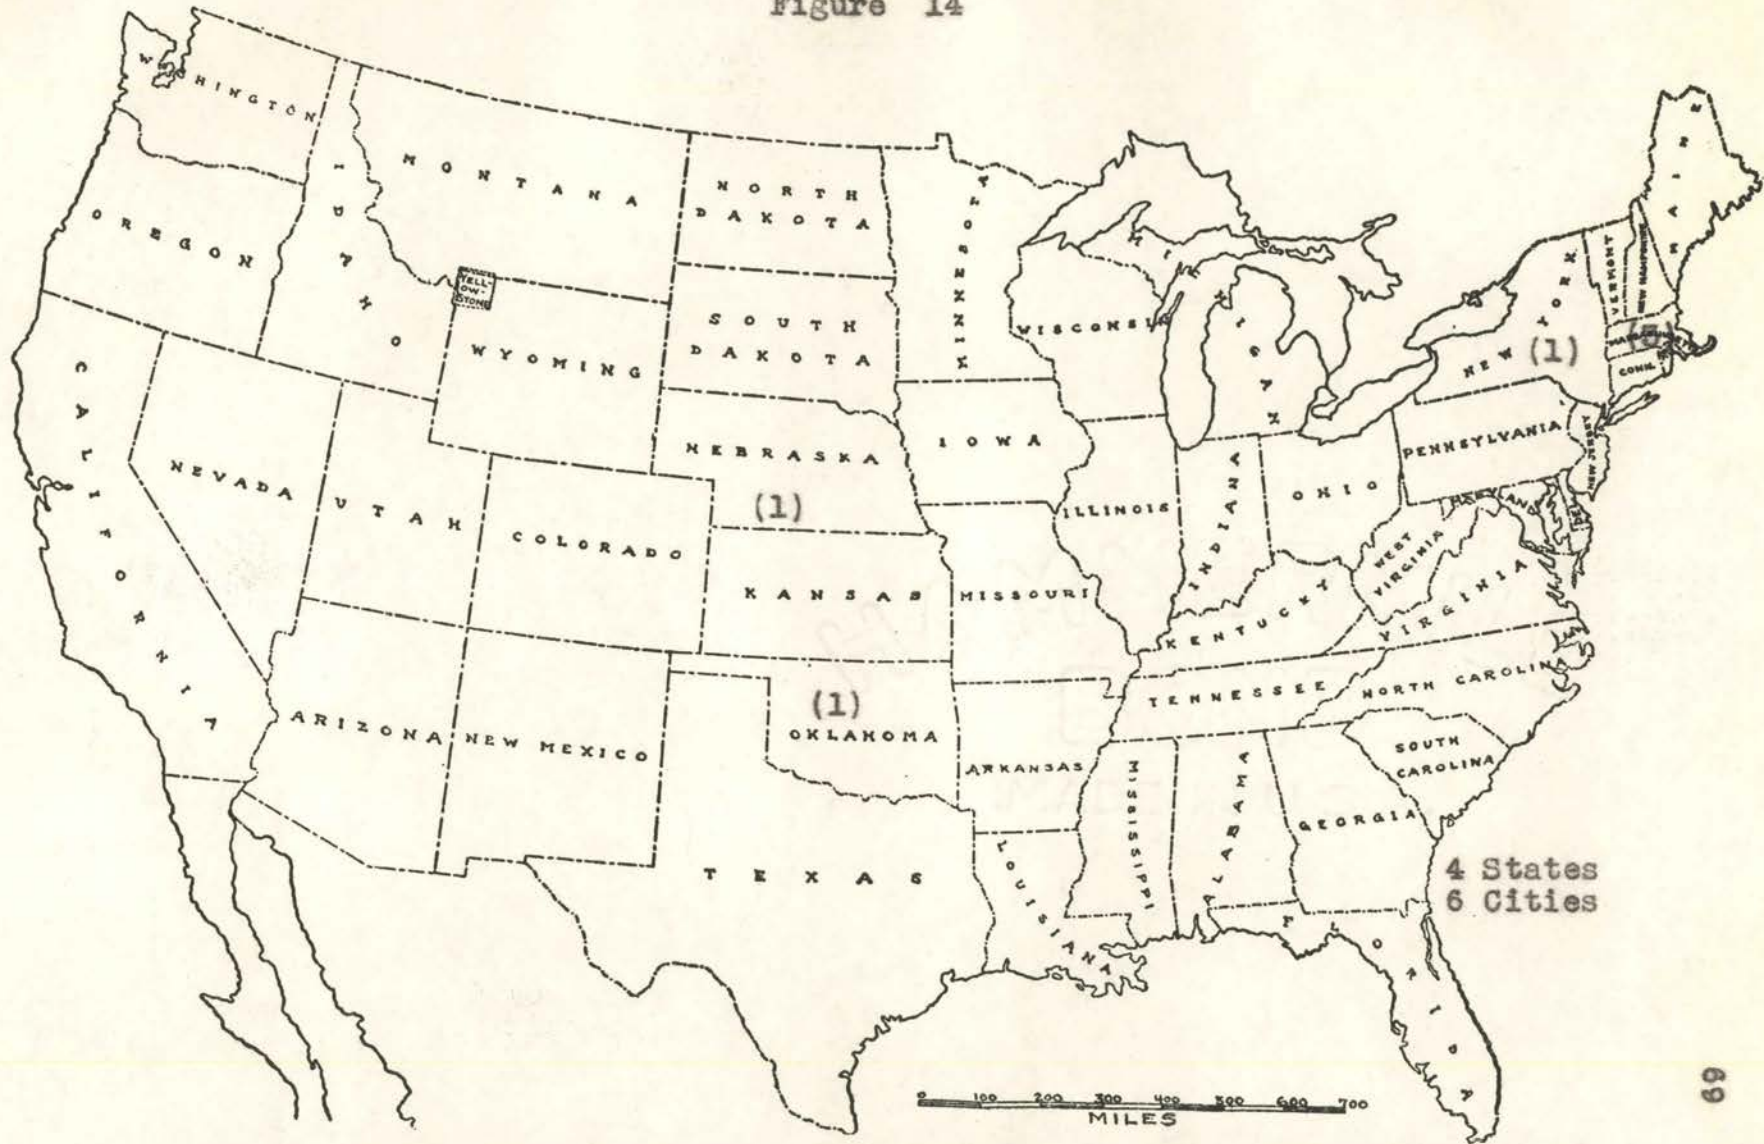 Figure 14
WASHINGTON
MONTANA
NORTH
DAKOTA
MINNESOTA
MAINE
OREGON
IDAHO
YELL-
OW-
STONE
WYOMING
SOUTH
DAKOTA
WISCONSIN
MICHIGAN
NEW YORK
(1)
VERMONT
NEW HAMPSHIRE
CONN.
CALIFORNIA
NEVADA
UTAH
COLORADO
NEBRASKA
(1)
IOWA
ILLINOIS
INDIANA
OHIO
PENNSYLVANIA
NEW JERSEY
MARYLAND
DEL.
KANSAS
MISSOURI
KENTUCKY
WEST
VIRGINIA
VIRGINIA
ARIZONA
NEW MEXICO
(1)
OKLAHOMA
ARKANSAS
TENNESSEE
NORTH CAROLINA
SOUTH
CAROLINA
TEXAS
LOUISIANA
MISSISSIPPI
ALABAMA
GEORGIA
FLORIDA
4 States
6 Cities
0 100 200 300 400 500 600 700
MILES
69